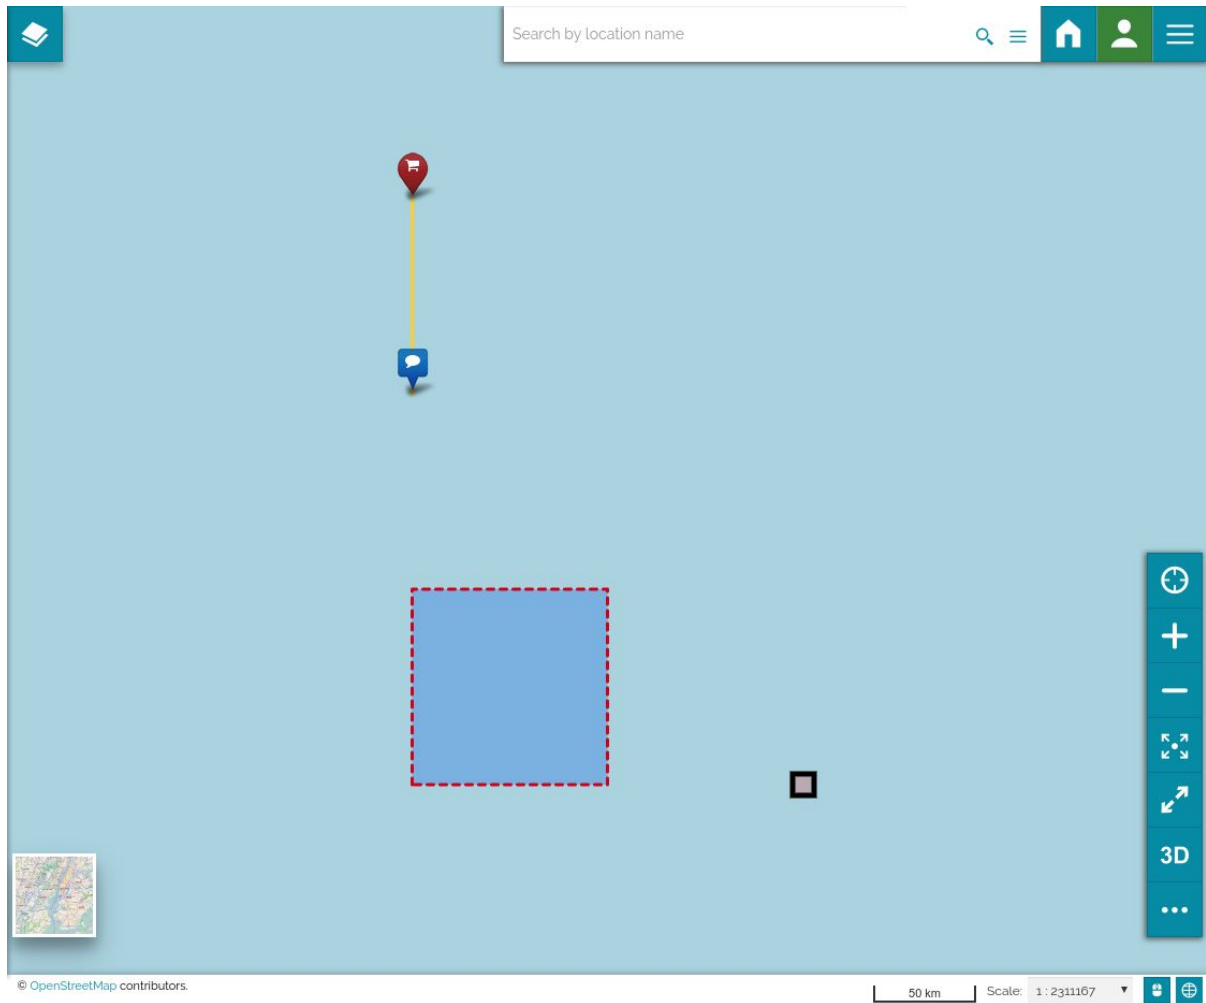 Search by location name
3D
© OpenStreetMap contributors.
50 km
Scale: 1 : 2311167